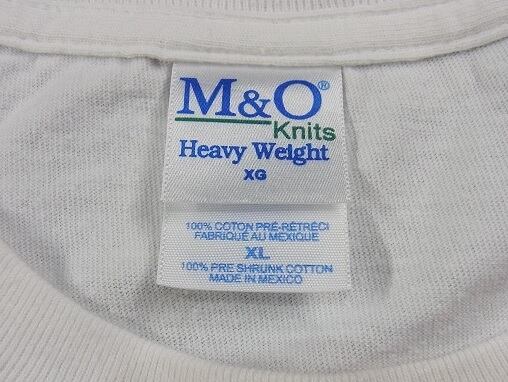 M&O®
Knits
Heavy Weight
XG
100% COTON PRÉ-RÉTRÉCI
FABRIQUÉ AU MEXIQUE
XL
100% PRE SHRUNK COTTON
MADE IN MEXICO